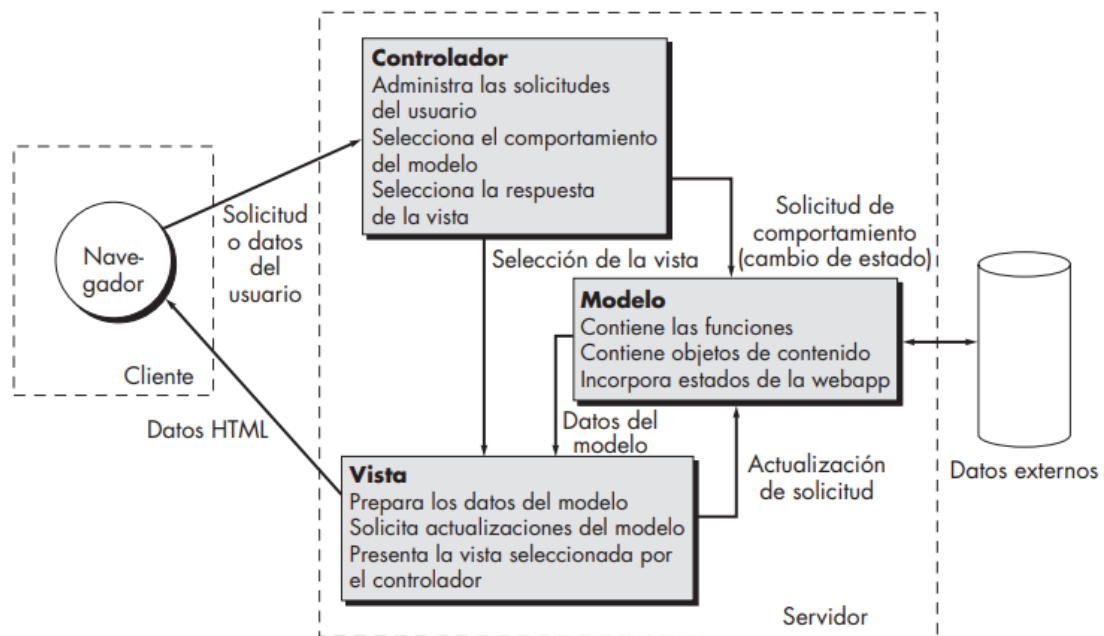 Controlador
Administra las solicitudes
del usuario
Selecciona el comportamiento
del modelo
Selecciona la respuesta
de la vista
Nave-
gador
Cliente
Solicitud
o datos
del
usuario
Selección de la vista
Solicitud de
comportamiento
(cambio de estado)
Modelo
Contiene las funciones
Contiene objetos de contenido
Incorpora estados de la webapp
Datos HTML
Datos del
modelo
Actualización
de solicitud
Datos externos
Vista
Prepara los datos del modelo
Solicita actualizaciones del modelo
Presenta la vista seleccionada por
el controlador
Servidor